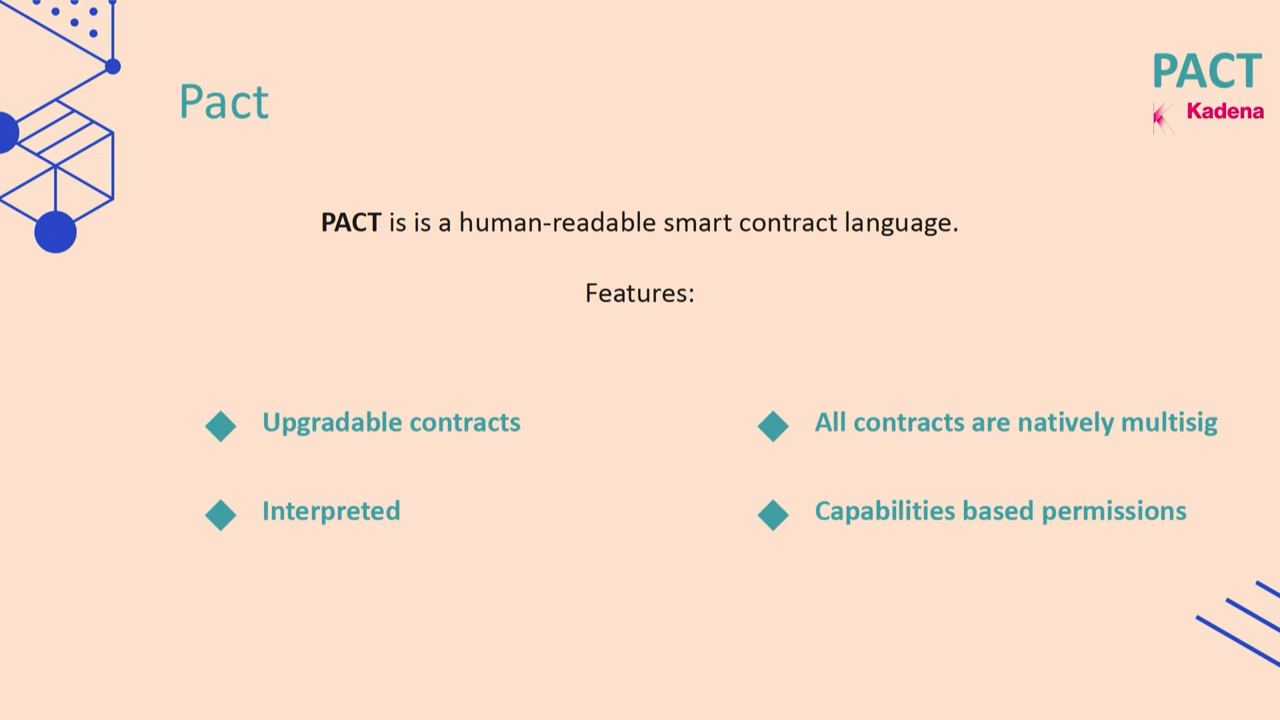 PACT
Kadena
Pact
PACT is is a human-readable smart contract language.
Features:
Upgradable contracts
All contracts are natively multisig
Interpreted
Capabilities based permissions